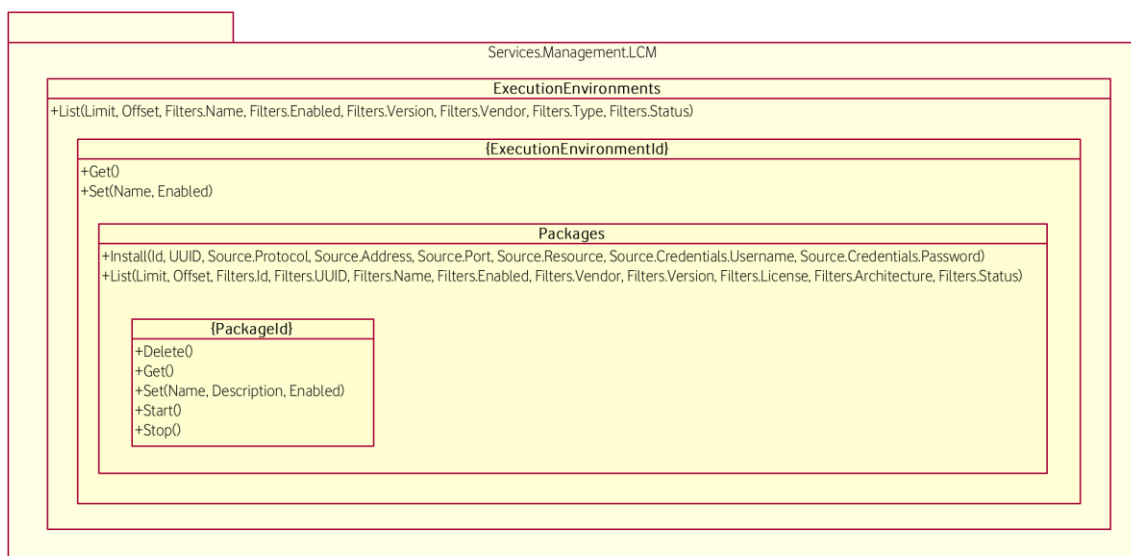 Services.Management.LCM
ExecutionEnvironments
+List(Limit, Offset, Filters.Name, Filters.Enabled, Filters.Version, Filters.Vendor, Filters.Type, Filters.Status)
{ExecutionEnvironmentId}
+Get()
+Set(Name, Enabled)
Packages
+Install(Id, UUID, Source.Protocol, Source.Address, Source.Port, Source.Resource, Source.Credentials.Username, Source.Credentials.Password)
+List(Limit, Offset, Filters.Id, Filters.UUID, Filters.Name, Filters.Enabled, Filters.Vendor, Filters.Version, Filters.License, Filters.Architecture, Filters.Status)
{PackageId}
+Delete()
+Get()
+Set(Name, Description, Enabled)
+Start()
+Stop()